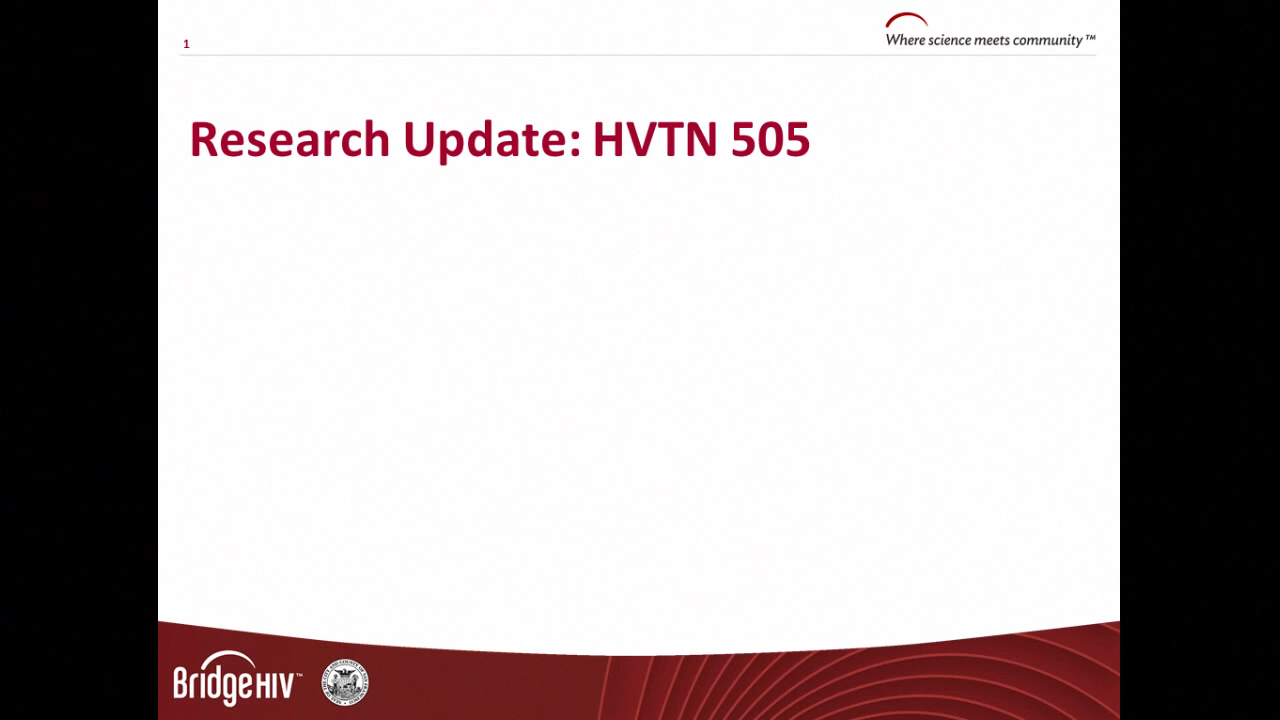 1
Where science meets community™
Research Update: HVTN 505
BridgeHIV™